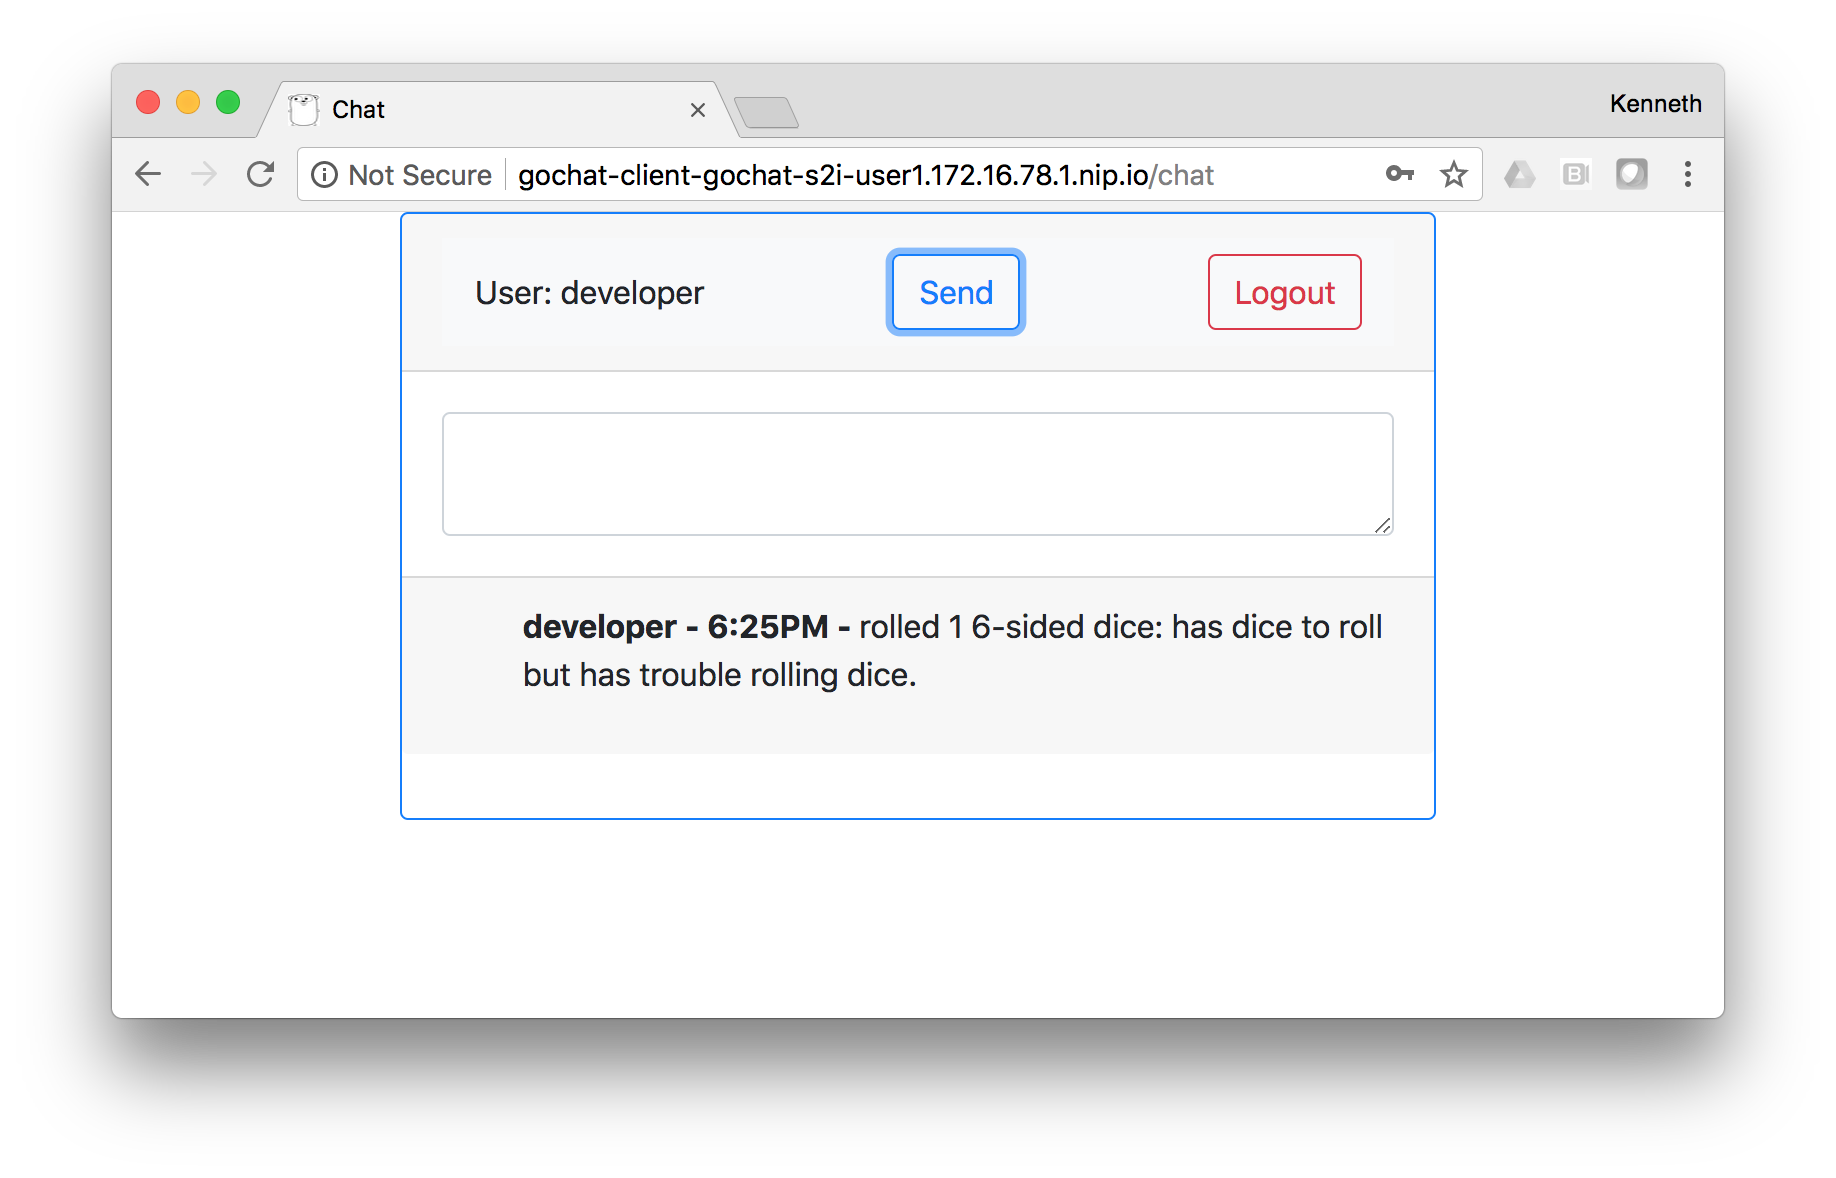 Chat
Kenneth
Not Secure gochat-client-gochat-s2i-user1.172.16.78.1.nip.io/chat
B
User: developer
Send
Logout
developer - 6:25PM - rolled 1 6-sided dice: has dice to roll
but has trouble rolling dice.